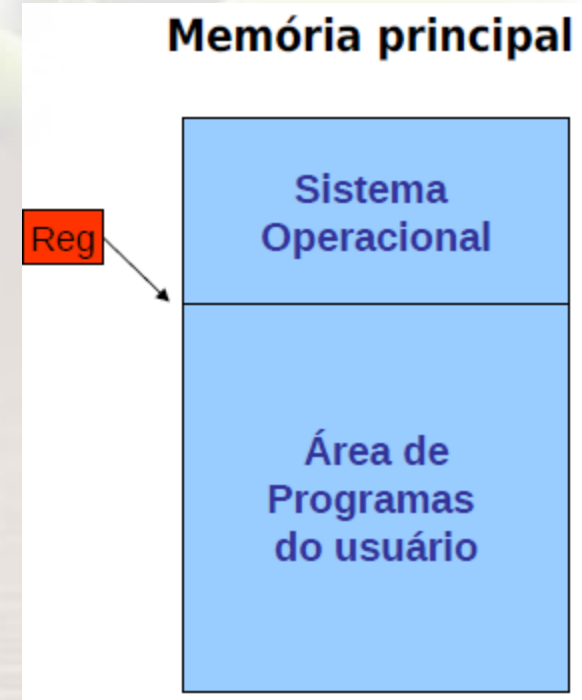 Memória principal
Sistema
Operacional
Reg
Área de
Programas
do usuário